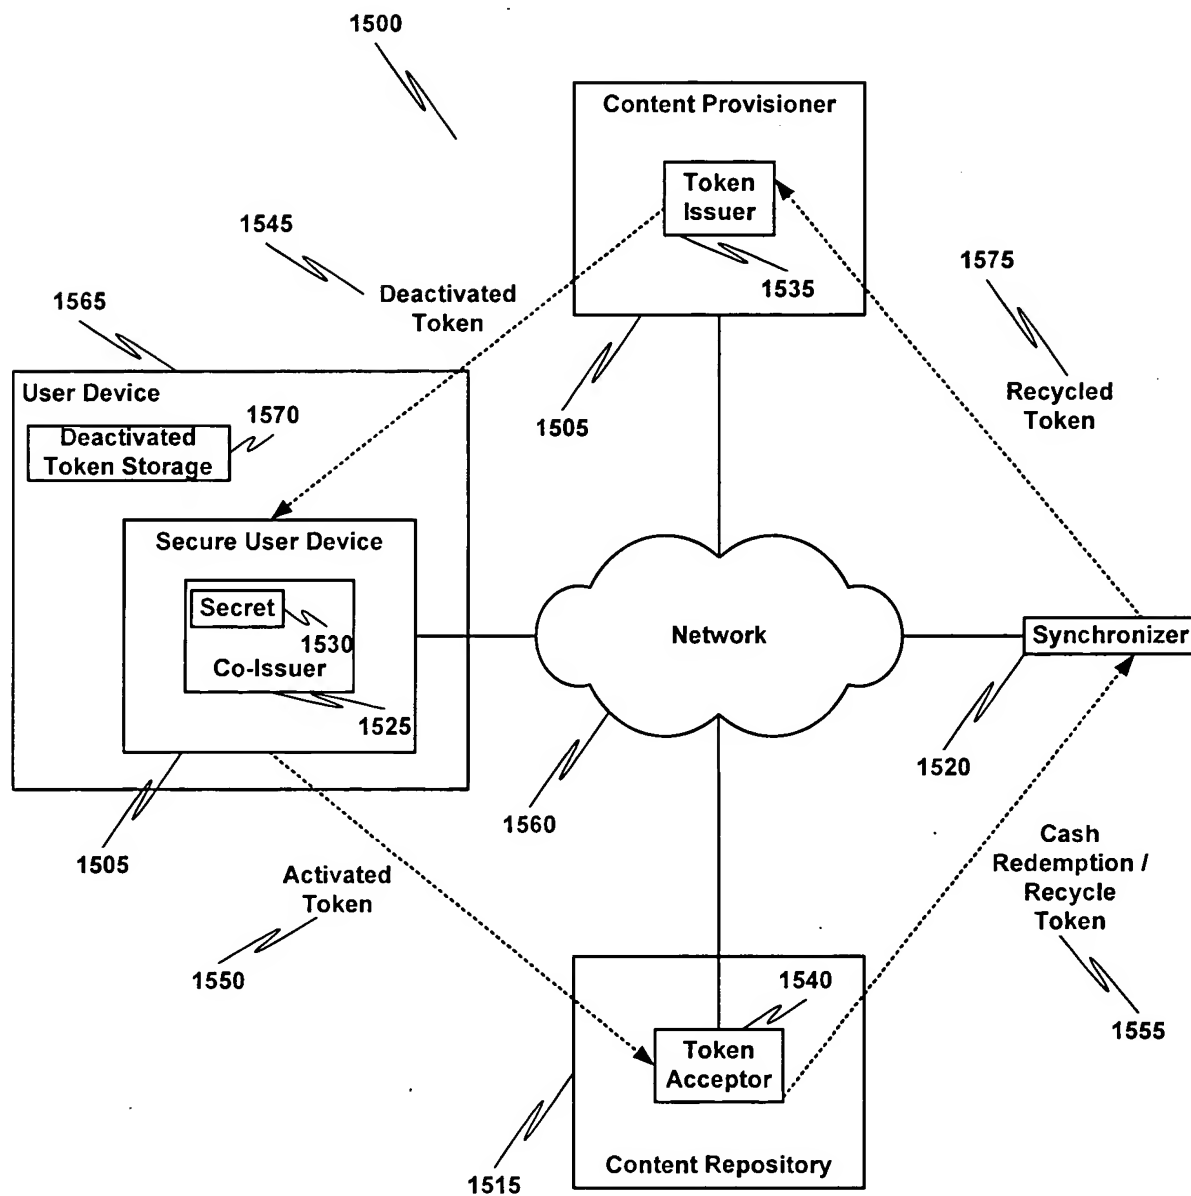 1500
Content Provisioner
Token
Issuer
1535
1545
Deactivated
Token
1575
1565
User Device
1570
Deactivated
Token Storage
1505
Recycled
Token
Secure User Device
Secret
1530
Co-Issuer
1525
Network
Synchronizer
1520
1560
1505
Activated
Token
1550
Cash
Redemption /
Recycle
Token
1555
1540
Token
Acceptor
Content Repository
1515